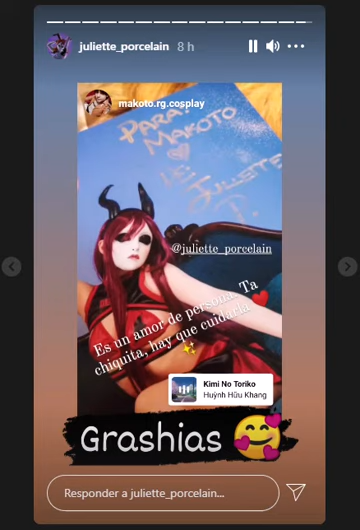 juliette_porcelain 8 h
makoto.rg.cosplay
PARA:
MAKOTO
JULIETTE
P.
@juliette_porcelain
Es un amor de persona. Ta
chiquita, hay que cuidarla
Kimi No Toriko
Huỳnh Hữu Khang
Grashias
Responder a juliette_porcelain...